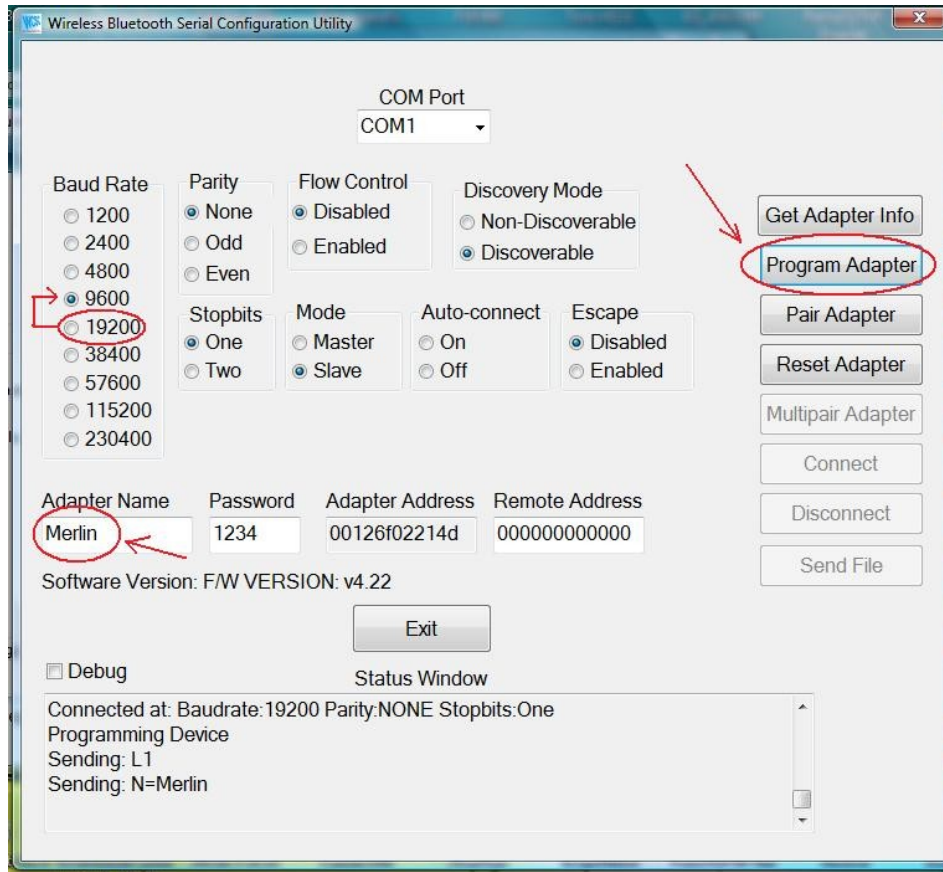 WCS Wireless Bluetooth Serial Configuration Utility
COM Port
COM1
Baud Rate
1200
2400
4800
9600
19200
38400
57600
115200
230400
Parity
None
Odd
Even
Flow Control
Disabled
Enabled
Discovery Mode
Non-Discoverable
Discoverable
Stopbits
One
Two
Mode
Master
Slave
Auto-connect
On
Off
Escape
Disabled
Enabled
Get Adapter Info
Program Adapter
Pair Adapter
Reset Adapter
Multipair Adapter
Connect
Disconnect
Send File
Adapter Name
Merlin
Password
1234
Adapter Address
00126f02214d
Remote Address
000000000000
Software Version: F/W VERSION: v4.22
Exit
Debug
Status Window
Connected at: Baudrate:19200 Parity:NONE Stopbits:One
Programming Device
Sending: L1
Sending: N=Merlin